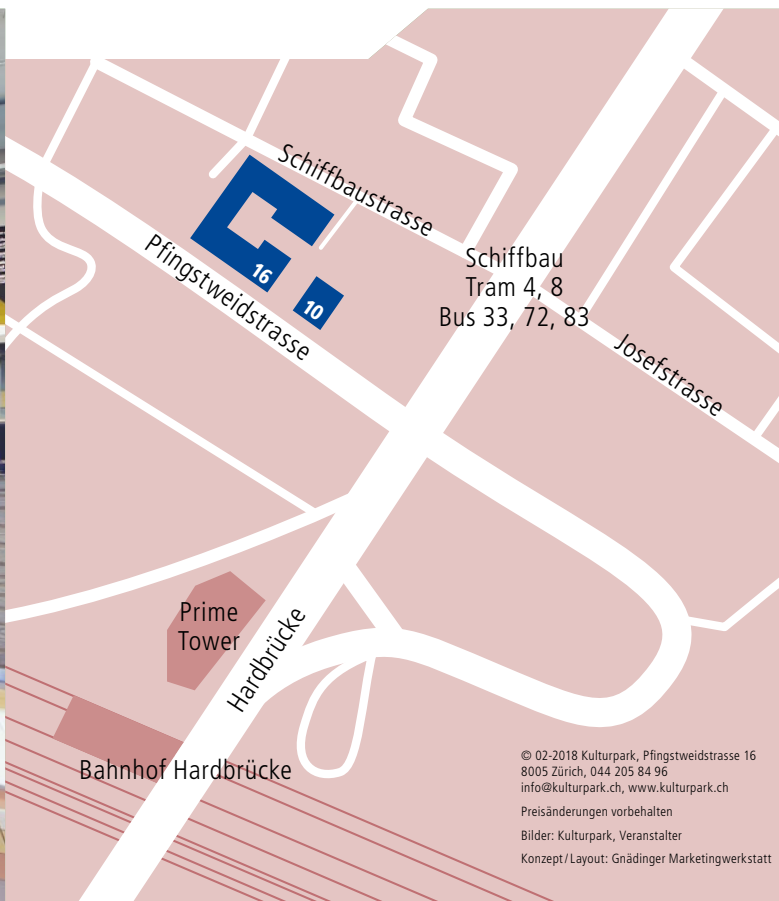 Schiffbaustrasse
Pfingstweidstrasse
16
10
Schiffbau
Tram 4, 8
Bus 33, 72, 83
Josefstrasse
Prime
Tower
Hardbrücke
Bahnhof Hardbrücke
© 02-2018 Kulturpark, Pfingstweidstrasse 16
8005 Zürich, 044 205 84 96
info@kulturpark.ch, www.kulturpark.ch
Preisänderungen vorbehalten
Bilder: Kulturpark, Veranstalter
Konzept/Layout: Gnädinger Marketingwerkstatt